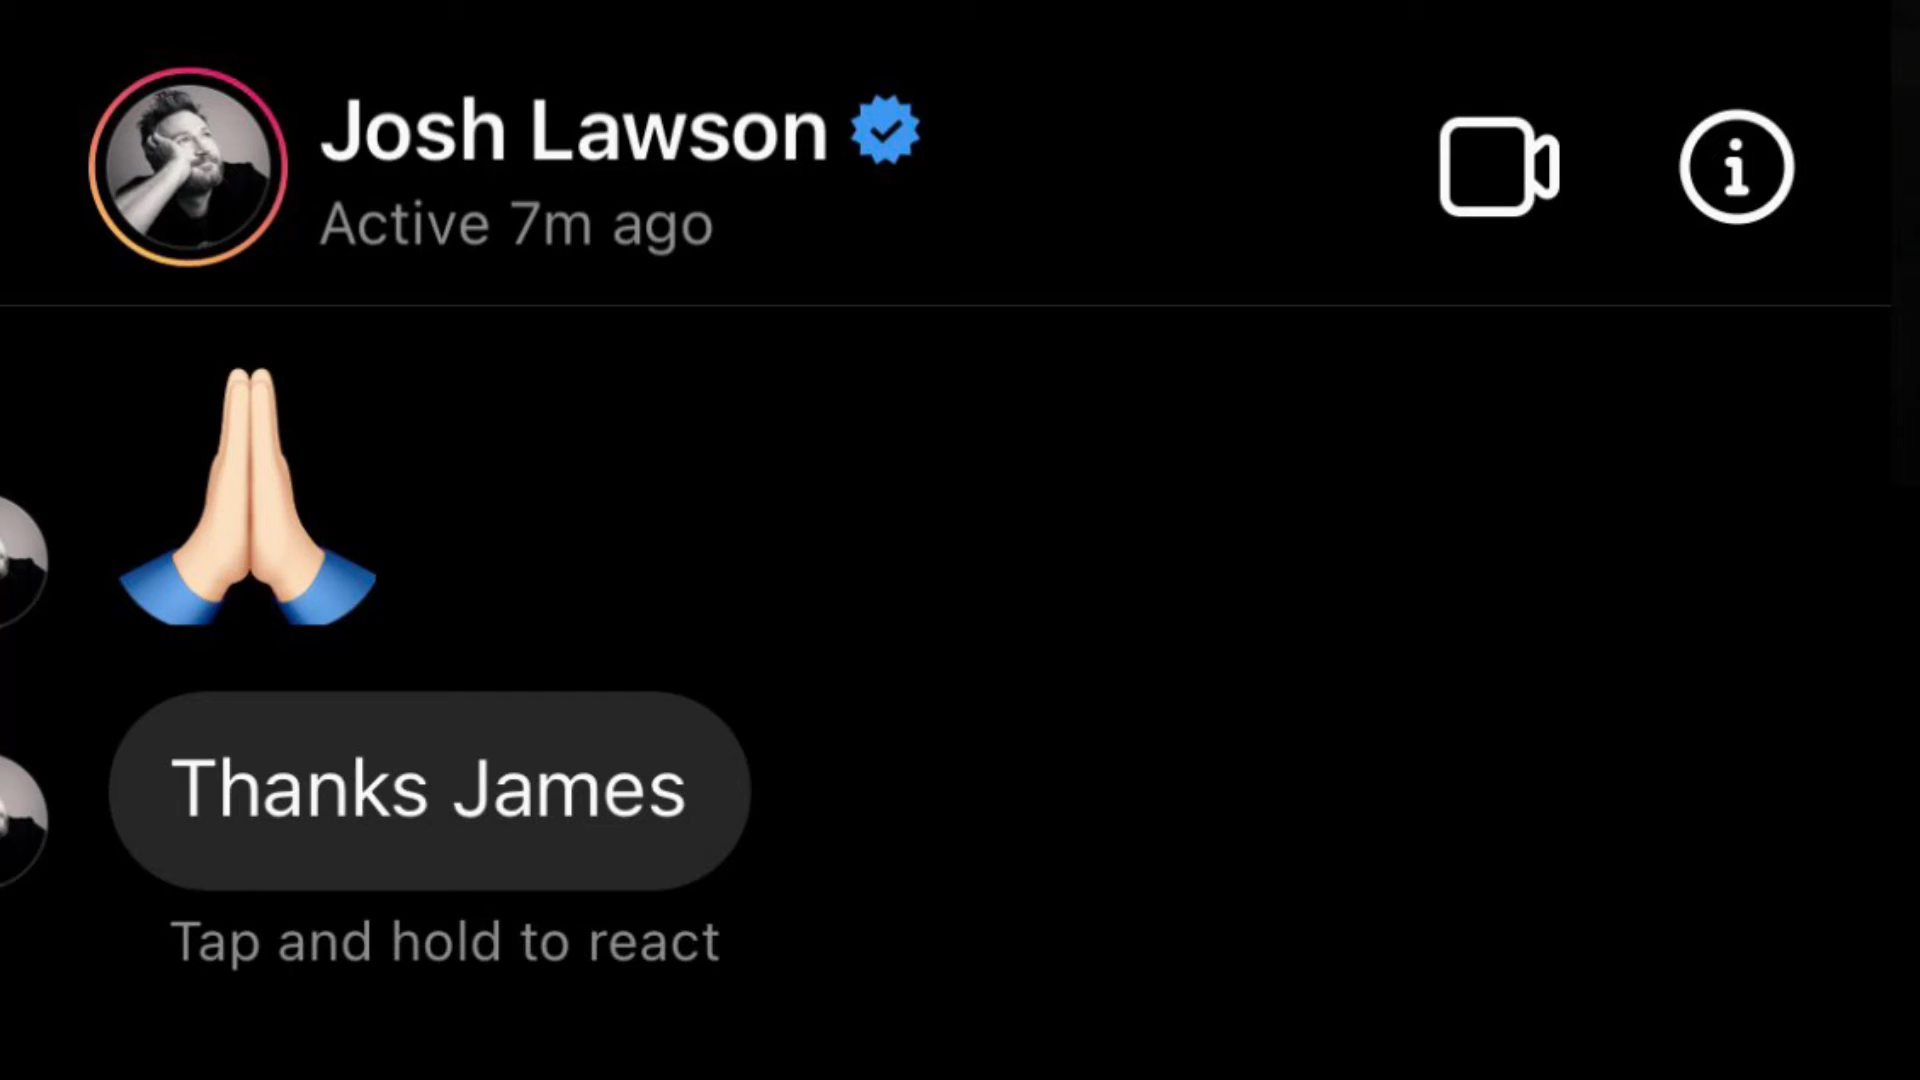 Josh Lawson
Active 7m ago
🙏🏻
Thanks James
Tap and hold to react